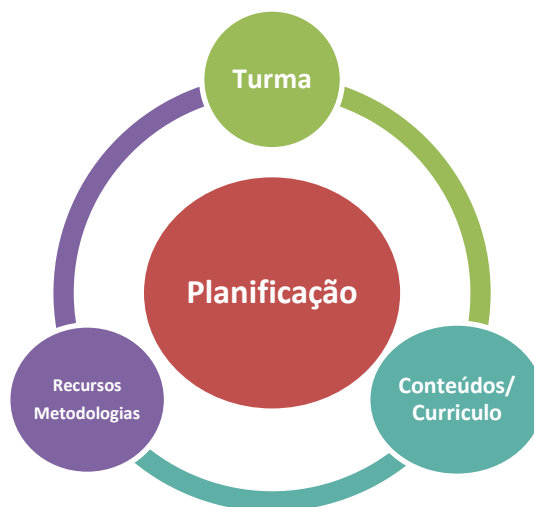 Turma
Planificação
Recursos
Metodologias
Conteúdos/
Curriculo